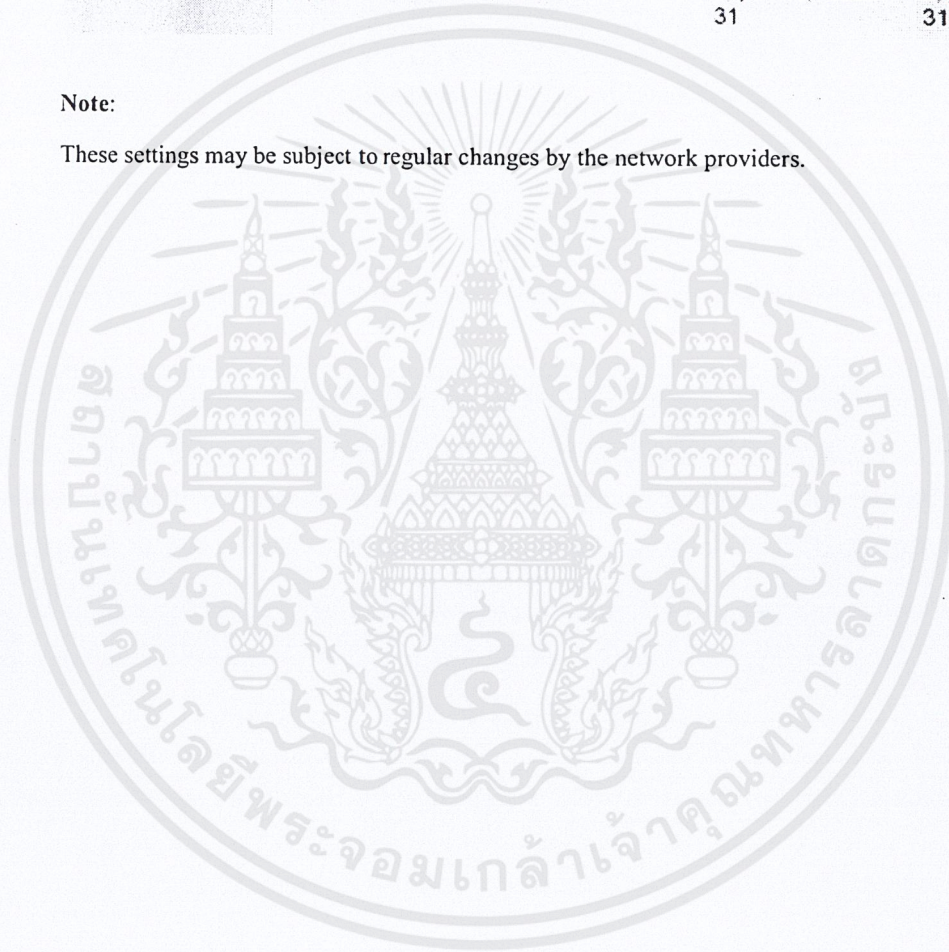 31 31
Note:
These settings may be subject to regular changes by the network providers.
สถาบันเทคโนโลยีพระจอมเกล้าเจ้าคุณทหารลาดกระบัง
๔